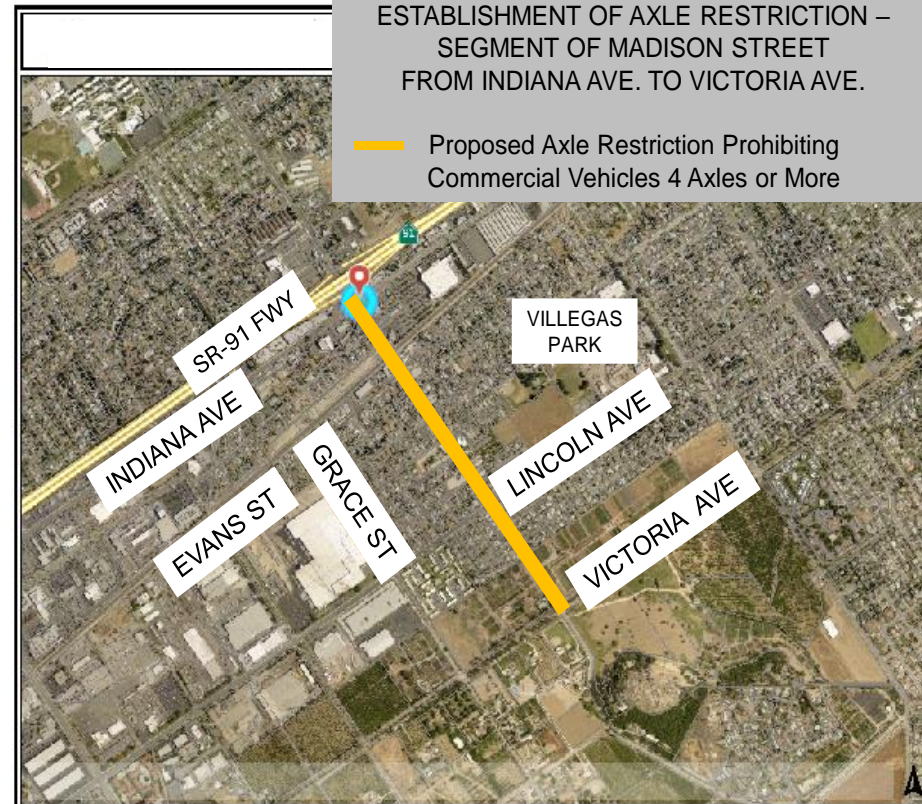 ESTABLISHMENT OF AXLE RESTRICTION –
SEGMENT OF MADISON STREET
FROM INDIANA AVE. TO VICTORIA AVE.
Proposed Axle Restriction Prohibiting
Commercial Vehicles 4 Axles or More
91
SR-91 FWY
VILLEGAS
PARK
INDIANA AVE
LINCOLN AVE
GRACE ST
EVANS ST
VICTORIA AVE